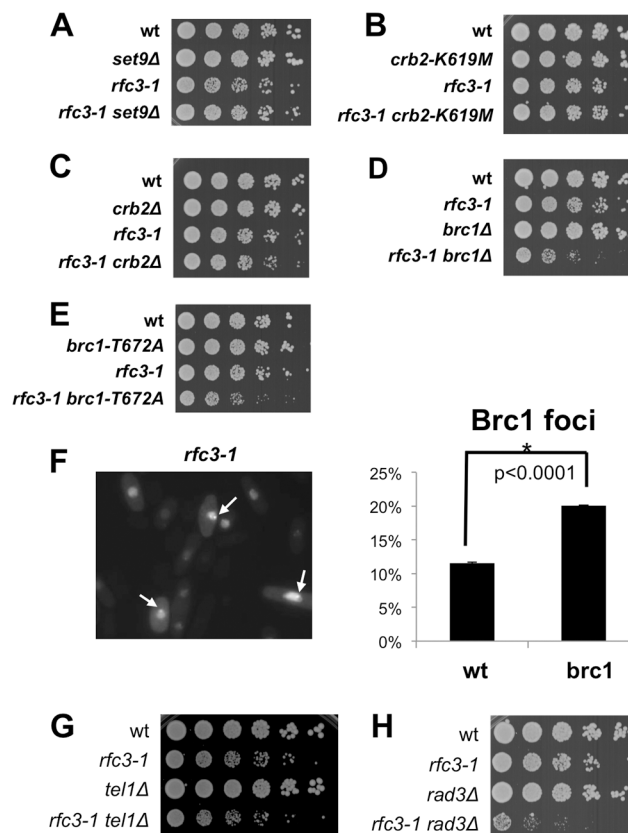 A
wt
set9Δ
rfc3-1
rfc3-1 set9Δ
B
wt
crb2-K619M
rfc3-1
rfc3-1 crb2-K619M
C
wt
crb2Δ
rfc3-1
rfc3-1 crb2Δ
D
wt
rfc3-1
brc1Δ
rfc3-1 brc1Δ
E
wt
brc1-T672A
rfc3-1
rfc3-1 brc1-T672A
F
rfc3-1
Brc1 foci
*
p<0.0001
25%
20%
15%
10%
5%
0%
wt brc1
G
wt
rfc3-1
tel1Δ
rfc3-1 tel1Δ
H
wt
rfc3-1
rad3Δ
rfc3-1 rad3Δ